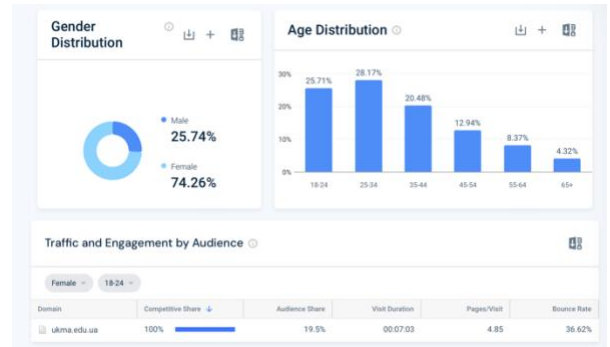 Gender
Distribution
Male
25.74%
Female
74.26%
Age Distribution
30%
20%
10%
0%
25.71%
28.17%
20.48%
12.94%
8.37%
4.32%
18-24
25-34
35-44
45-54
55-64
65+
Traffic and Engagement by Audience
Female
18-24
Domain Competitive Share Audience Share Visit Duration Pages/Visit Bounce Rate
ukma.edu.ua 100% 19.5% 00:07:03 4.85 36.62%